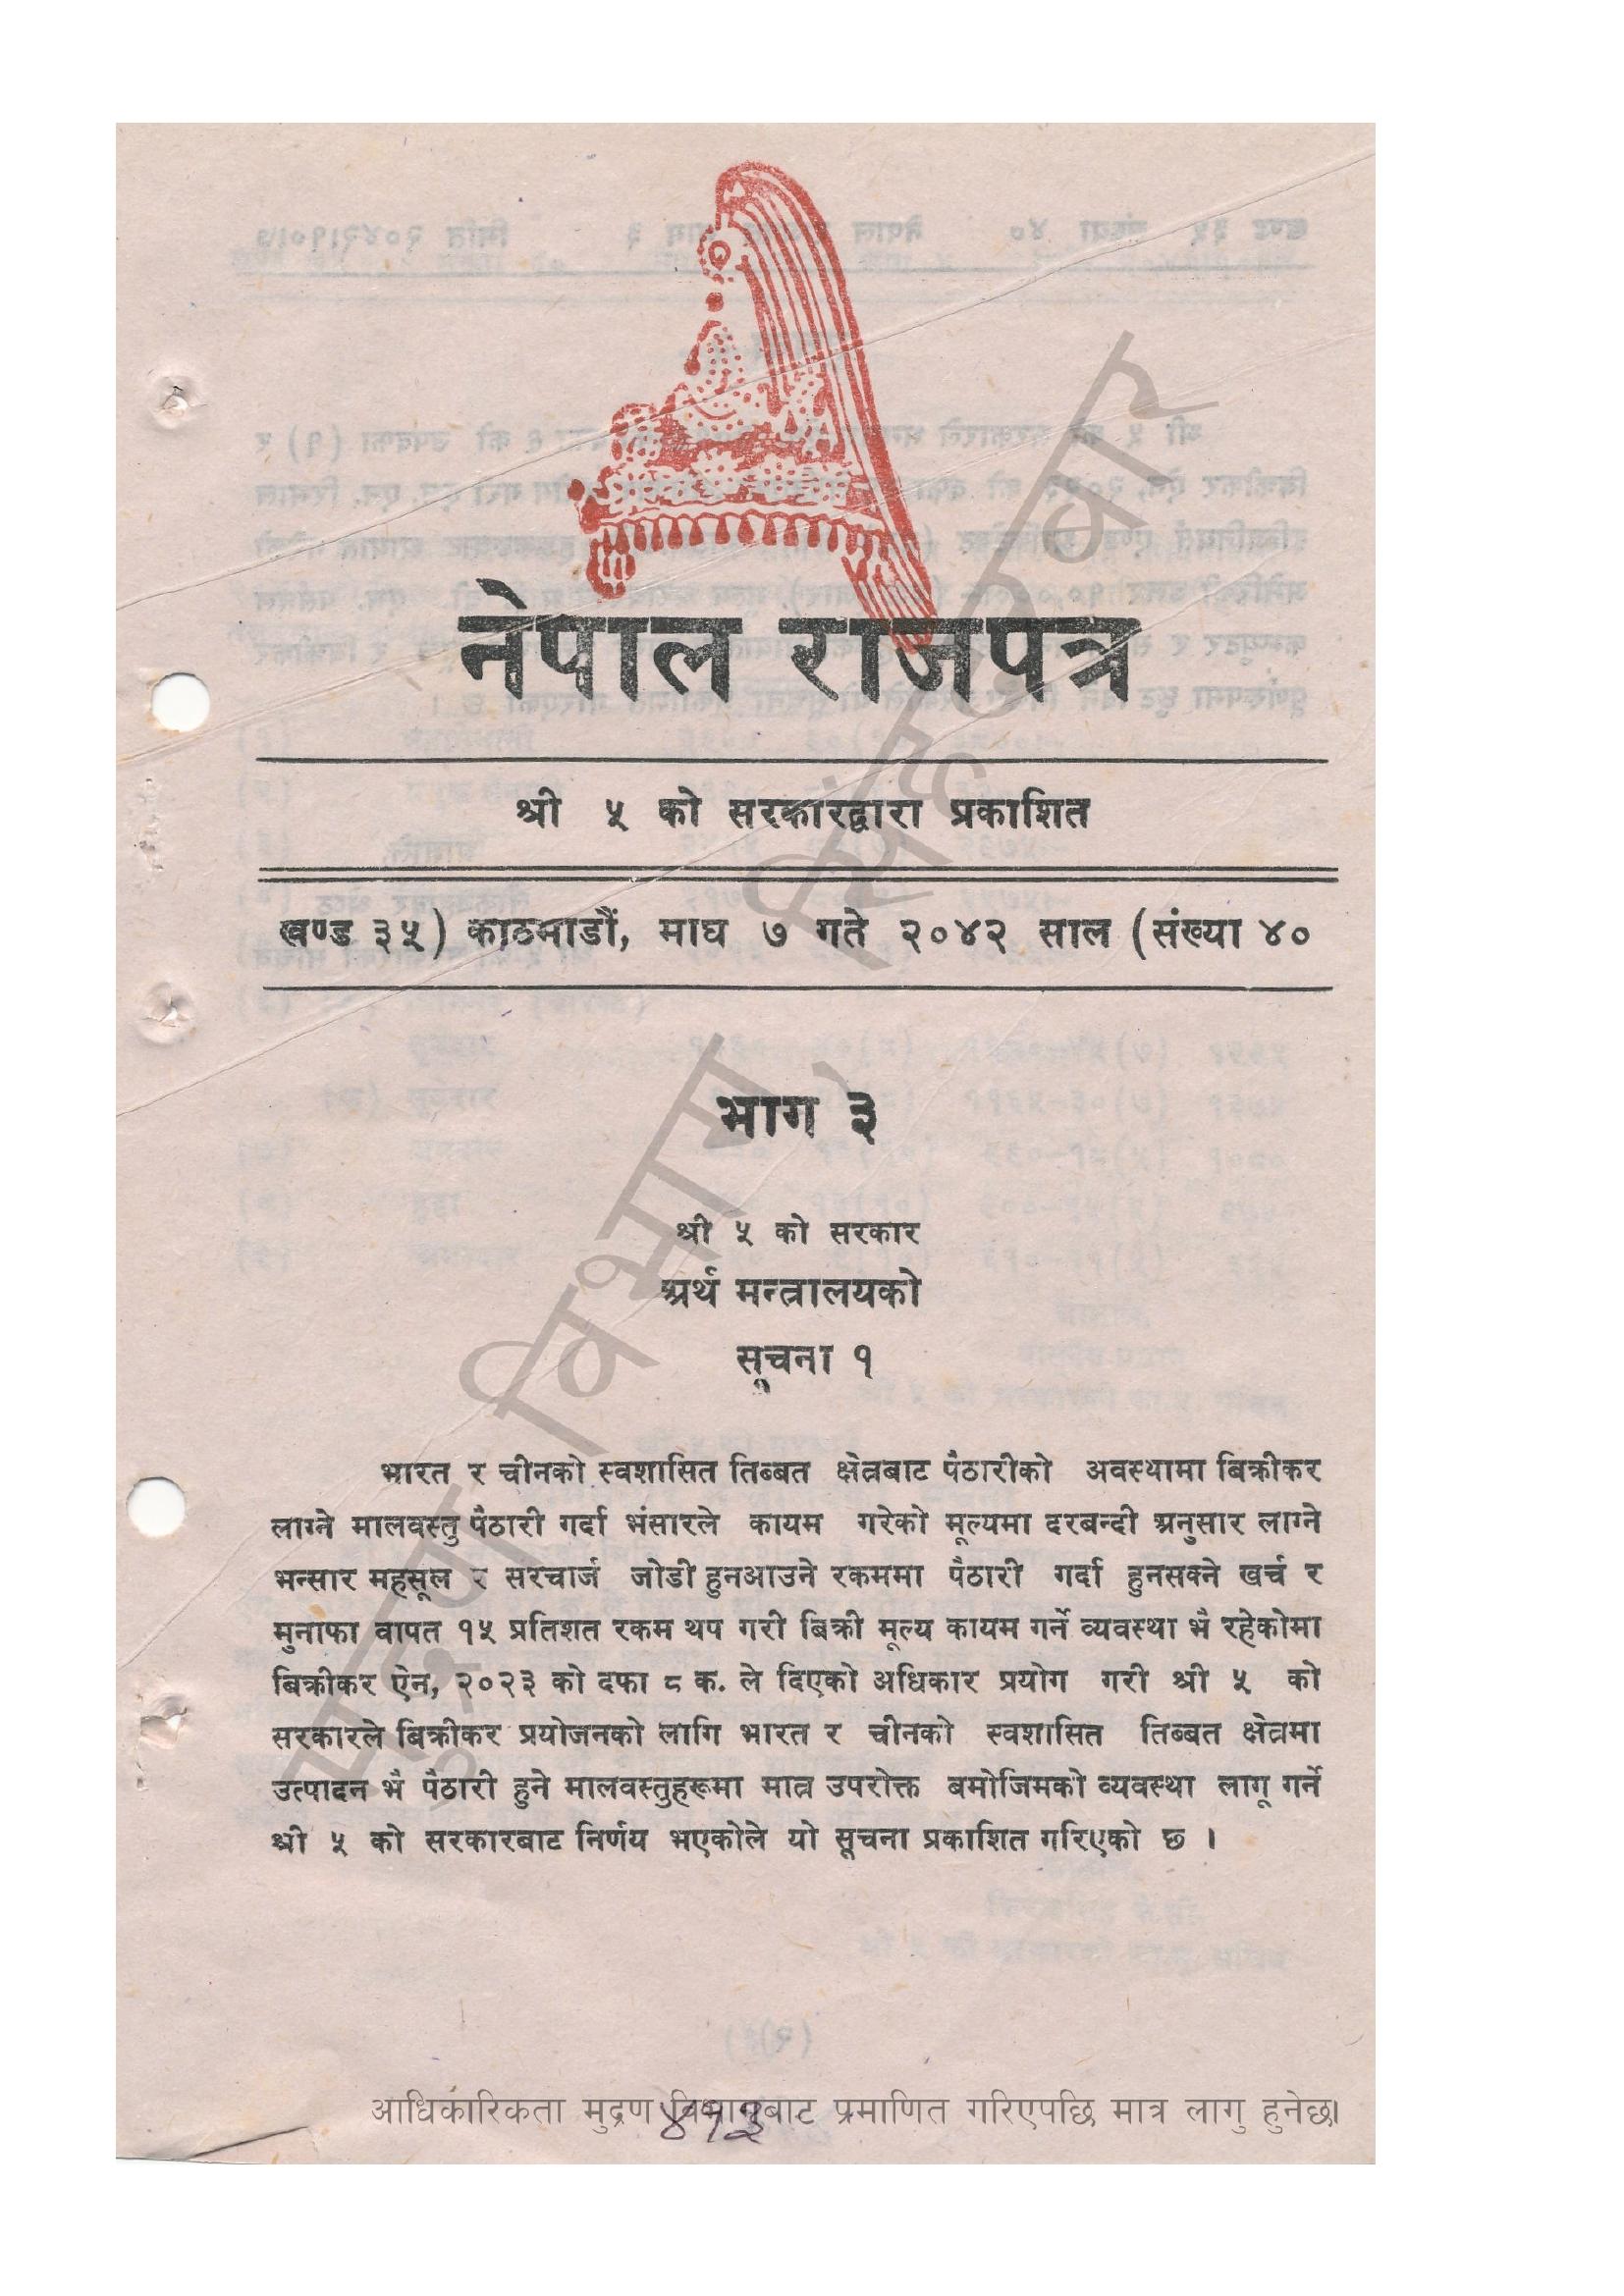 नेपाल राजपत्र
श्री ५ को सरकारद्वारा प्रकाशित
खण्ड ३५) काठमाडौं, माघ ७ गते २०४२ साल (संख्या ४०
भाग ३
श्री ५ को सरकार
अर्थ मन्त्रालयको
सूचना १
भारत र चीनको स्वशासित तिब्बत क्षेत्रबाट पैठारीको अवस्थामा बिक्रीकर
लाग्ने मालवस्तु पैठारी गर्दा भंसारले कायम गरेको मूल्यमा दरबन्दी अनुसार लाग्ने
भन्सार महसूल र सरचार्ज जोडी हुनआउने रकममा पैठारी गर्दा हुनसक्ने खर्च र
मुनाफा वापत १५ प्रतिशत रकम थप गरी बिक्री मूल्य कायम गर्ने व्यवस्था भै रहेकोमा
बिक्रीकर ऐन, २०२३ को दफा ८ क. ले दिएको अधिकार प्रयोग गरी श्री ५ को
सरकारले बिक्रीकर प्रयोजनको लागि भारत र चीनको स्वशासित तिब्बत क्षेत्रमा
उत्पादन भै पैठारी हुने मालवस्तुहरूमा मात्र उपरोक्त बमोजिमको व्यवस्था लागू गर्ने
श्री ५ को सरकारबाट निर्णय भएकोले यो सूचना प्रकाशित गरिएको छ ।
मुद्रण विभाग, सिंहदरवार
आधिकारिकता मुद्रण विभागबाट प्रमाणित गरिएपछि मात्र लागु हुनेछ।
४१३